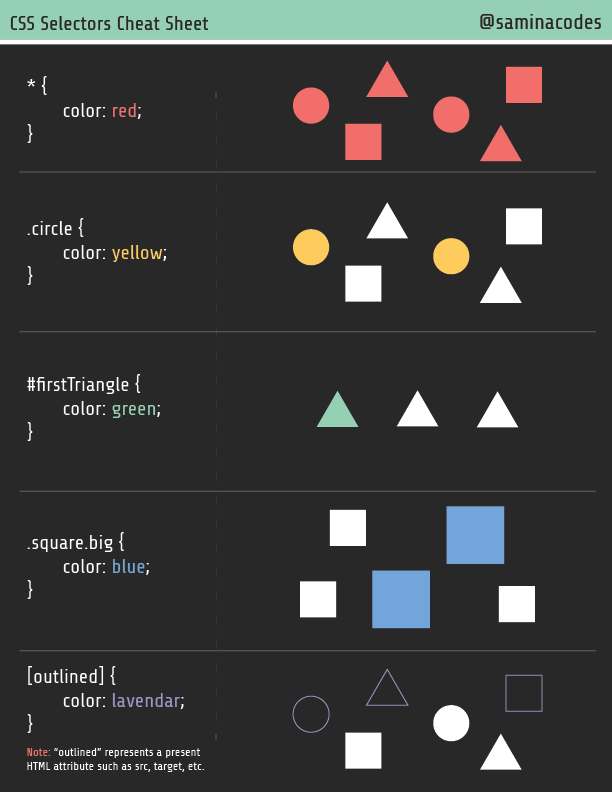 CSS Selectors Cheat Sheet
@saminacodes
* {
color: red;
}
.circle {
color: yellow;
}
#firstTriangle {
color: green;
}
.square.big {
color: blue;
}
[outlined] {
color: lavendar;
}
Note: “outlined” represents a present
HTML attribute such as src, target, etc.